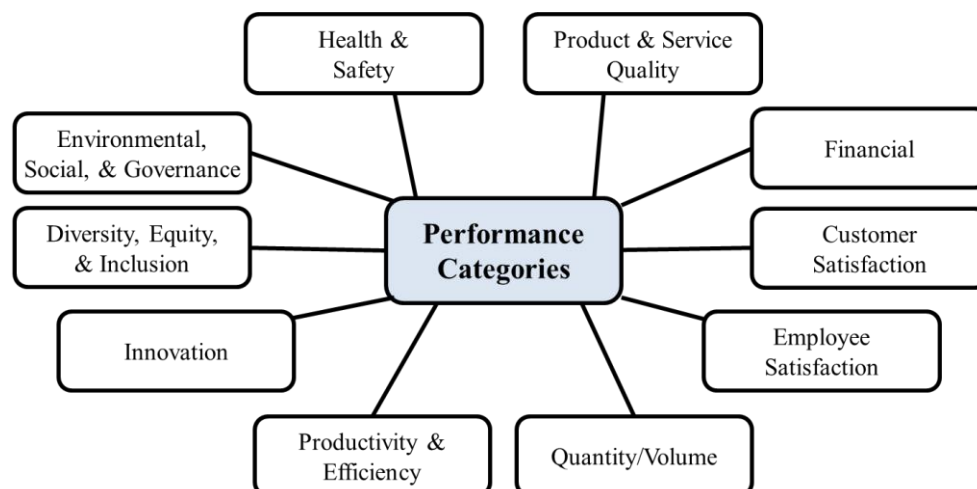 Health &
Safety
Product & Service
Quality
Environmental,
Social, & Governance
Financial
Performance
Categories
Diversity, Equity,
& Inclusion
Customer
Satisfaction
Innovation
Employee
Satisfaction
Productivity &
Efficiency
Quantity/Volume